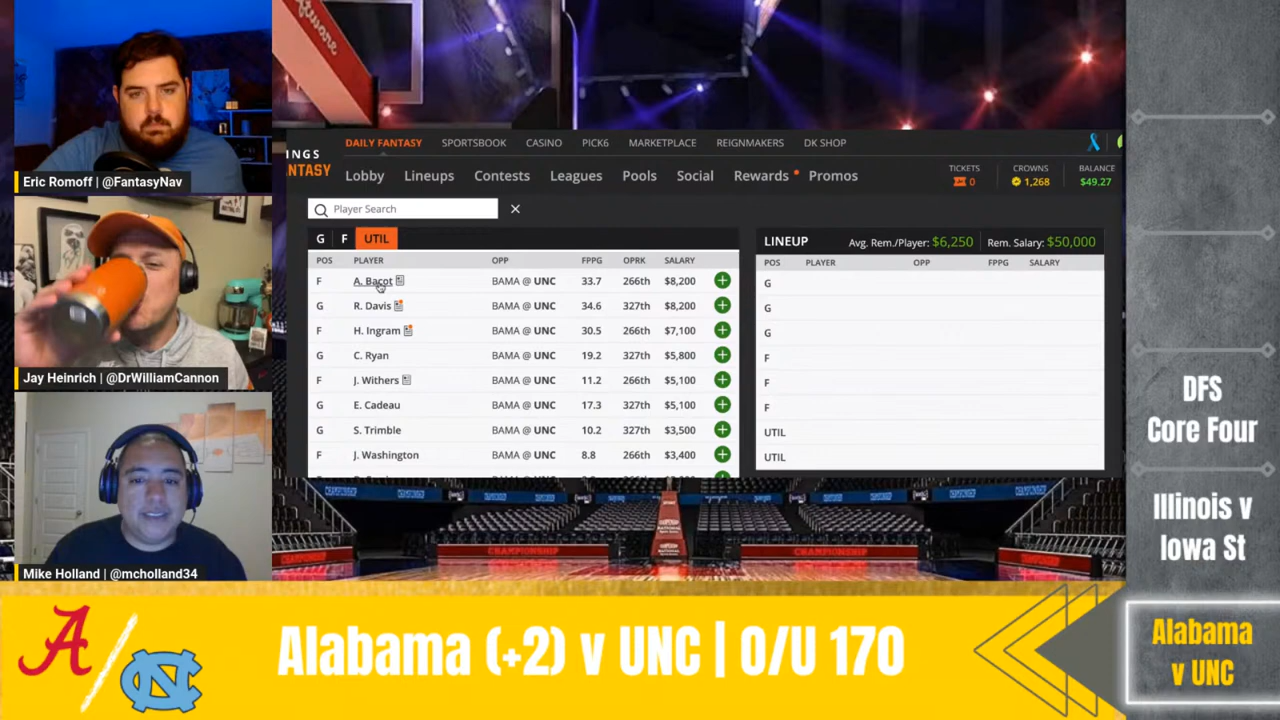 Eric Romoff | @FantasyNav
Jay Heinrich | @DrWilliamCannon
Mike Holland | @mcholland34
INGS
ANTASY
DAILY FANTASY SPORTSBOOK CASINO PICK6 MARKETPLACE REIGNMAKERS DK SHOP
Lobby Lineups Contests Leagues Pools Social Rewards Promos
TICKETS CROWNS BALANCE
0 1,268 $49.27
Player Search
G F UTIL
POS PLAYER OPP FPPG OPRK SALARY
F A. Bacot BAMA @ UNC 33.7 266th $8,200
G R. Davis BAMA @ UNC 34.6 327th $8,200
F H. Ingram BAMA @ UNC 30.5 266th $7,100
G C. Ryan BAMA @ UNC 19.2 327th $5,800
F J. Withers BAMA @ UNC 11.2 266th $5,100
G E. Cadeau BAMA @ UNC 17.3 327th $5,100
G S. Trimble BAMA @ UNC 10.2 327th $3,500
F J. Washington BAMA @ UNC 8.8 266th $3,400
LINEUP Avg. Rem./Player: $6,250 Rem. Salary: $50,000
POS PLAYER OPP FPPG SALARY
G
G
G
F
F
F
UTIL
UTIL
CHAMPIONSHIP
CHAMPIONSHIP
DFS
Core Four
Illinois v
Iowa St
Alabama
v UNC
A
NC
Alabama (+2) v UNC | O/U 170